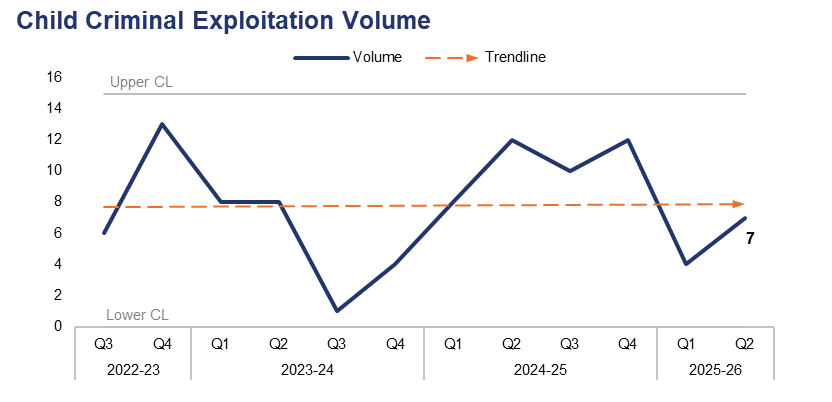 Child Criminal Exploitation Volume
Volume Trendline
16
Upper CL
14
12
10
8
6
7
4
2
Lower CL
0
Q3 Q4 Q1 Q2 Q3 Q4 Q1 Q2 Q3 Q4 Q1 Q2
2022-23 2023-24 2024-25 2025-26